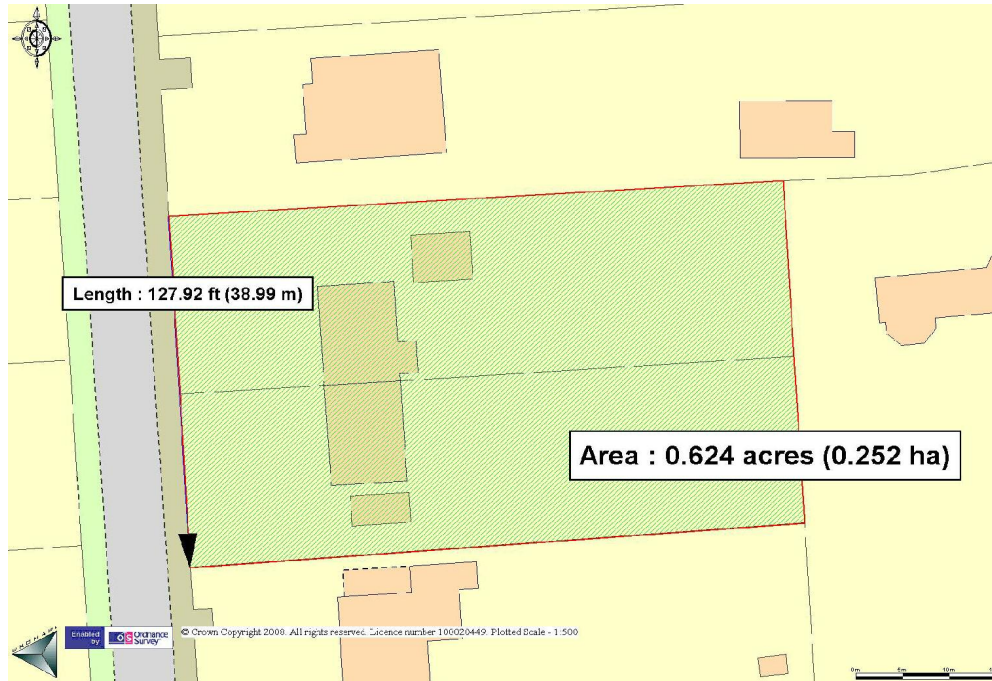 Length : 127.92 ft (38.99 m)
Area : 0.624 acres (0.252 ha)
Enabled by
OS Ordnance Survey
© Crown Copyright 2008. All rights reserved. Licence number 100020449. Plotted Scale - 1:500
0m 5m 10m